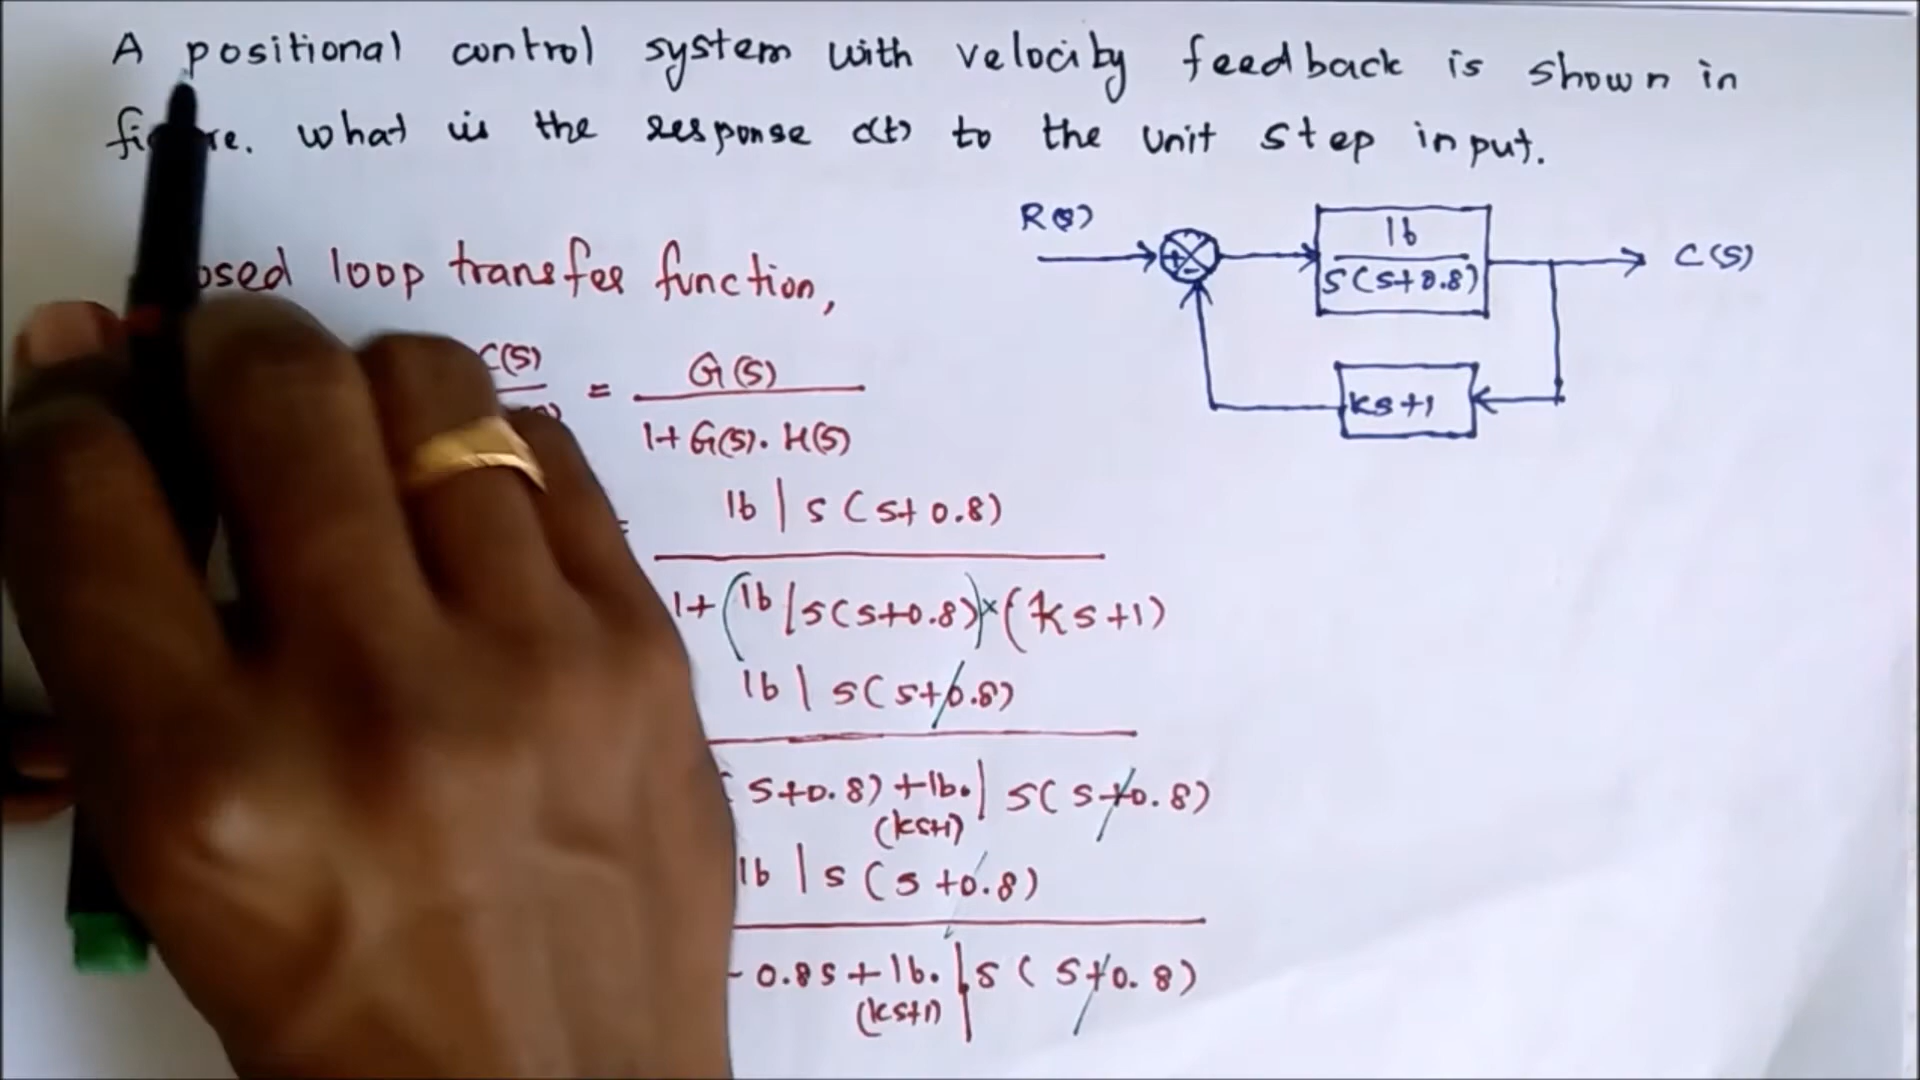 A positional control system with velocity feedback is shown in
figure. what is the response c(t) to the unit step input.
R(s)
16
s(s+0.8)
C(s)
ks+1
loop transfer function,
C(s) = G(s)
1+ G(s). H(s)
= 16 | s (s+0.8)
1+ (16 / s(s+0.8)) × (ks+1)
16 | s(s+0.8)
s+0.8) +16. | s(s+0.8)
(ks+1)
16 | s (s+0.8)
0.8s+16. | s (s+0.8)
(ks+1)